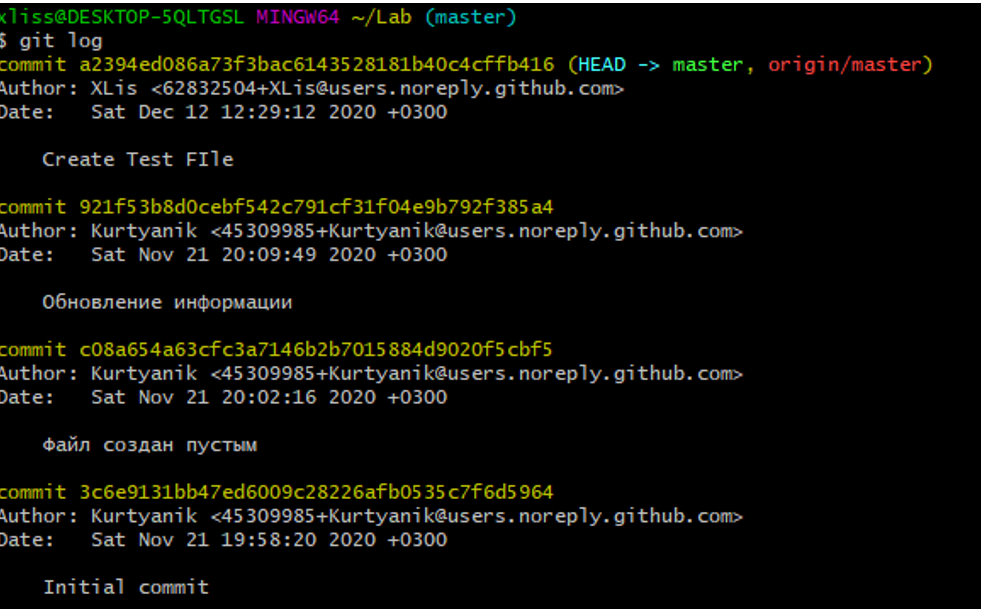 xliss@DESKTOP-5QLTGSL MINGW64 ~/Lab (master)
$ git log
commit a2394ed086a73f3bac6143528181b40c4cffb416 (HEAD -> master, origin/master)
Author: XLis <62832504+XLis@users.noreply.github.com>
Date: Sat Dec 12 12:29:12 2020 +0300
Create Test FIle
commit 921f53b8d0cebf542c791cf31f04e9b792f385a4
Author: Kurtyanik <45309985+Kurtyanik@users.noreply.github.com>
Date: Sat Nov 21 20:09:49 2020 +0300
Обновление информации
commit c08a654a63cfc3a7146b2b7015884d9020f5cbf5
Author: Kurtyanik <45309985+Kurtyanik@users.noreply.github.com>
Date: Sat Nov 21 20:02:16 2020 +0300
Файл создан пустым
commit 3c6e9131bb47ed6009c28226afb0535c7f6d5964
Author: Kurtyanik <45309985+Kurtyanik@users.noreply.github.com>
Date: Sat Nov 21 19:58:20 2020 +0300
Initial commit